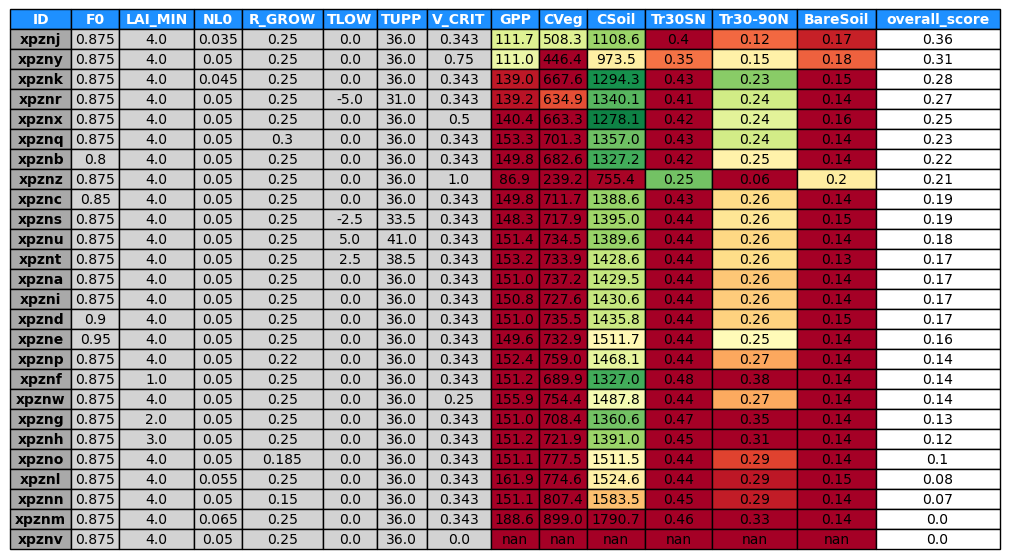 ID F0 LAI_MIN NL0 R_GROW TLOW TUPP V_CRIT GPP CVeg CSoil Tr30SN Tr30-90N BareSoil overall_score
xpznj 0.875 4.0 0.035 0.25 0.0 36.0 0.343 111.7 508.3 1108.6 0.4 0.12 0.17 0.36
xpzny 0.875 4.0 0.05 0.25 0.0 36.0 0.75 111.0 446.4 973.5 0.35 0.15 0.18 0.31
xpznk 0.875 4.0 0.045 0.25 0.0 36.0 0.343 139.0 667.6 1294.3 0.43 0.23 0.15 0.28
xpznr 0.875 4.0 0.05 0.25 -5.0 31.0 0.343 139.2 634.9 1340.1 0.41 0.24 0.14 0.27
xpznx 0.875 4.0 0.05 0.25 0.0 36.0 0.5 140.4 663.3 1278.1 0.42 0.24 0.16 0.25
xpznq 0.875 4.0 0.05 0.3 0.0 36.0 0.343 153.3 701.3 1357.0 0.43 0.24 0.14 0.23
xpznb 0.8 4.0 0.05 0.25 0.0 36.0 0.343 149.8 682.6 1327.2 0.42 0.25 0.14 0.22
xpznz 0.875 4.0 0.05 0.25 0.0 36.0 1.0 86.9 239.2 755.4 0.25 0.06 0.2 0.21
xpznc 0.85 4.0 0.05 0.25 0.0 36.0 0.343 149.8 711.7 1388.6 0.43 0.26 0.14 0.19
xpzns 0.875 4.0 0.05 0.25 -2.5 33.5 0.343 148.3 717.9 1395.0 0.44 0.26 0.15 0.19
xpznu 0.875 4.0 0.05 0.25 5.0 41.0 0.343 151.4 734.5 1389.6 0.44 0.26 0.14 0.18
xpznt 0.875 4.0 0.05 0.25 2.5 38.5 0.343 153.2 733.9 1428.6 0.44 0.26 0.13 0.17
xpzna 0.875 4.0 0.05 0.25 0.0 36.0 0.343 151.0 737.2 1429.5 0.44 0.26 0.14 0.17
xpzni 0.875 4.0 0.05 0.25 0.0 36.0 0.343 150.8 727.6 1430.6 0.44 0.26 0.14 0.17
xpznd 0.9 4.0 0.05 0.25 0.0 36.0 0.343 151.0 735.5 1435.8 0.44 0.26 0.15 0.17
xpzne 0.95 4.0 0.05 0.25 0.0 36.0 0.343 149.6 732.9 1511.7 0.44 0.25 0.14 0.16
xpznp 0.875 4.0 0.05 0.22 0.0 36.0 0.343 152.4 759.0 1468.1 0.44 0.27 0.14 0.14
xpznf 0.875 1.0 0.05 0.25 0.0 36.0 0.343 151.2 689.9 1327.0 0.48 0.38 0.14 0.14
xpznw 0.875 4.0 0.05 0.25 0.0 36.0 0.25 155.9 754.4 1487.8 0.44 0.27 0.14 0.14
xpzng 0.875 2.0 0.05 0.25 0.0 36.0 0.343 151.0 708.4 1360.6 0.47 0.35 0.14 0.13
xpznh 0.875 3.0 0.05 0.25 0.0 36.0 0.343 151.2 721.9 1391.0 0.45 0.31 0.14 0.12
xpzno 0.875 4.0 0.05 0.185 0.0 36.0 0.343 151.1 777.5 1511.5 0.44 0.29 0.14 0.1
xpznl 0.875 4.0 0.055 0.25 0.0 36.0 0.343 161.9 774.6 1524.6 0.44 0.29 0.15 0.08
xpznn 0.875 4.0 0.05 0.15 0.0 36.0 0.343 151.1 807.4 1583.5 0.45 0.29 0.14 0.07
xpznm 0.875 4.0 0.065 0.25 0.0 36.0 0.343 188.6 899.0 1790.7 0.46 0.33 0.14 0.0
xpznv 0.875 4.0 0.05 0.25 0.0 36.0 0.0 nan nan nan nan nan nan 0.0